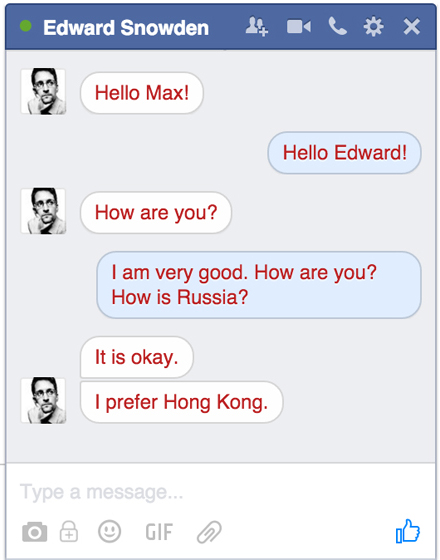 Edward Snowden
Hello Max!
Hello Edward!
How are you?
I am very good. How are you?
How is Russia?
It is okay.
I prefer Hong Kong.
Type a message...
GIF